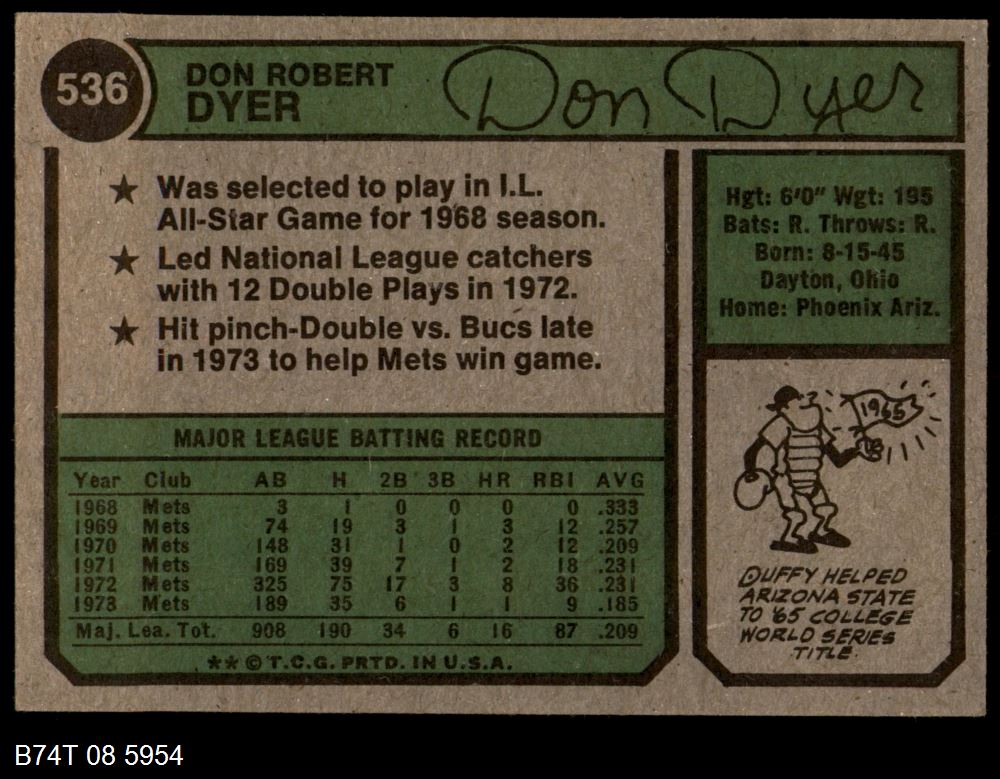 536
DON ROBERT
DYER
Don Dyer
★ Was selected to play in I.L.
All-Star Game for 1968 season.
★ Led National League catchers
with 12 Double Plays in 1972.
★ Hit pinch-Double vs. Bucs late
in 1973 to help Mets win game.
Hgt: 6'0" Wgt: 195
Bats: R. Throws: R.
Born: 8-15-45
Dayton, Ohio
Home: Phoenix Ariz.
MAJOR LEAGUE BATTING RECORD
Year Club AB H 2B 3B HR RBI AVG
1968 Mets 3 1 0 0 0 0 .333
1969 Mets 74 19 3 1 3 12 .257
1970 Mets 148 31 1 0 2 12 .209
1971 Mets 169 39 7 1 2 18 .231
1972 Mets 325 75 17 3 8 36 .231
1973 Mets 189 35 6 1 1 9 .185
Maj. Lea. Tot. 908 190 34 6 16 87 .209
★★ © T.C.G. PRTD. IN U.S.A.
1965
DUFFY HELPED
ARIZONA STATE
TO '65 COLLEGE
WORLD SERIES
TITLE.
B74T 08 5954